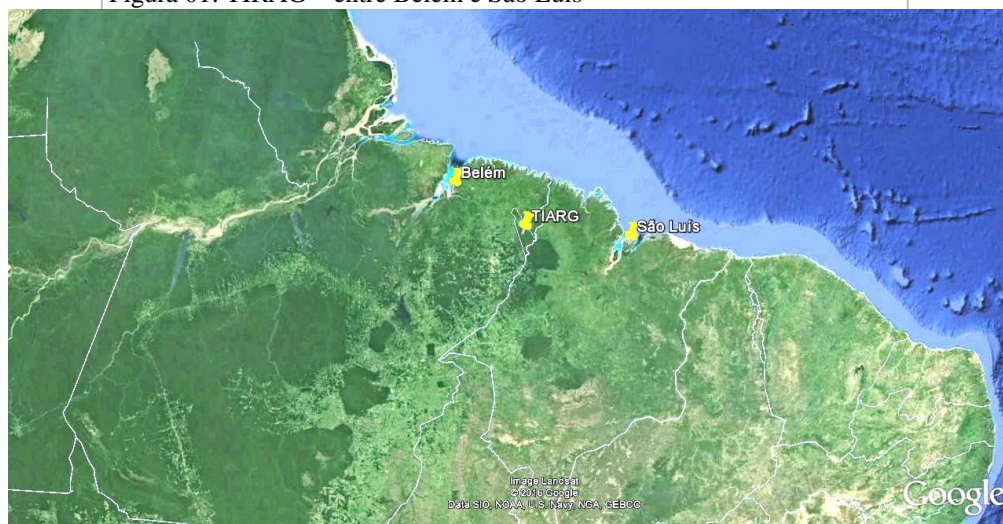 Figura 01: TIRAG – entre Belém e São Luís
Belém
TIARG
São Luís
Image Landsat
© 2016 Google
Data SIO, NOAA, U.S. Navy, NGA, GEBCO
Google